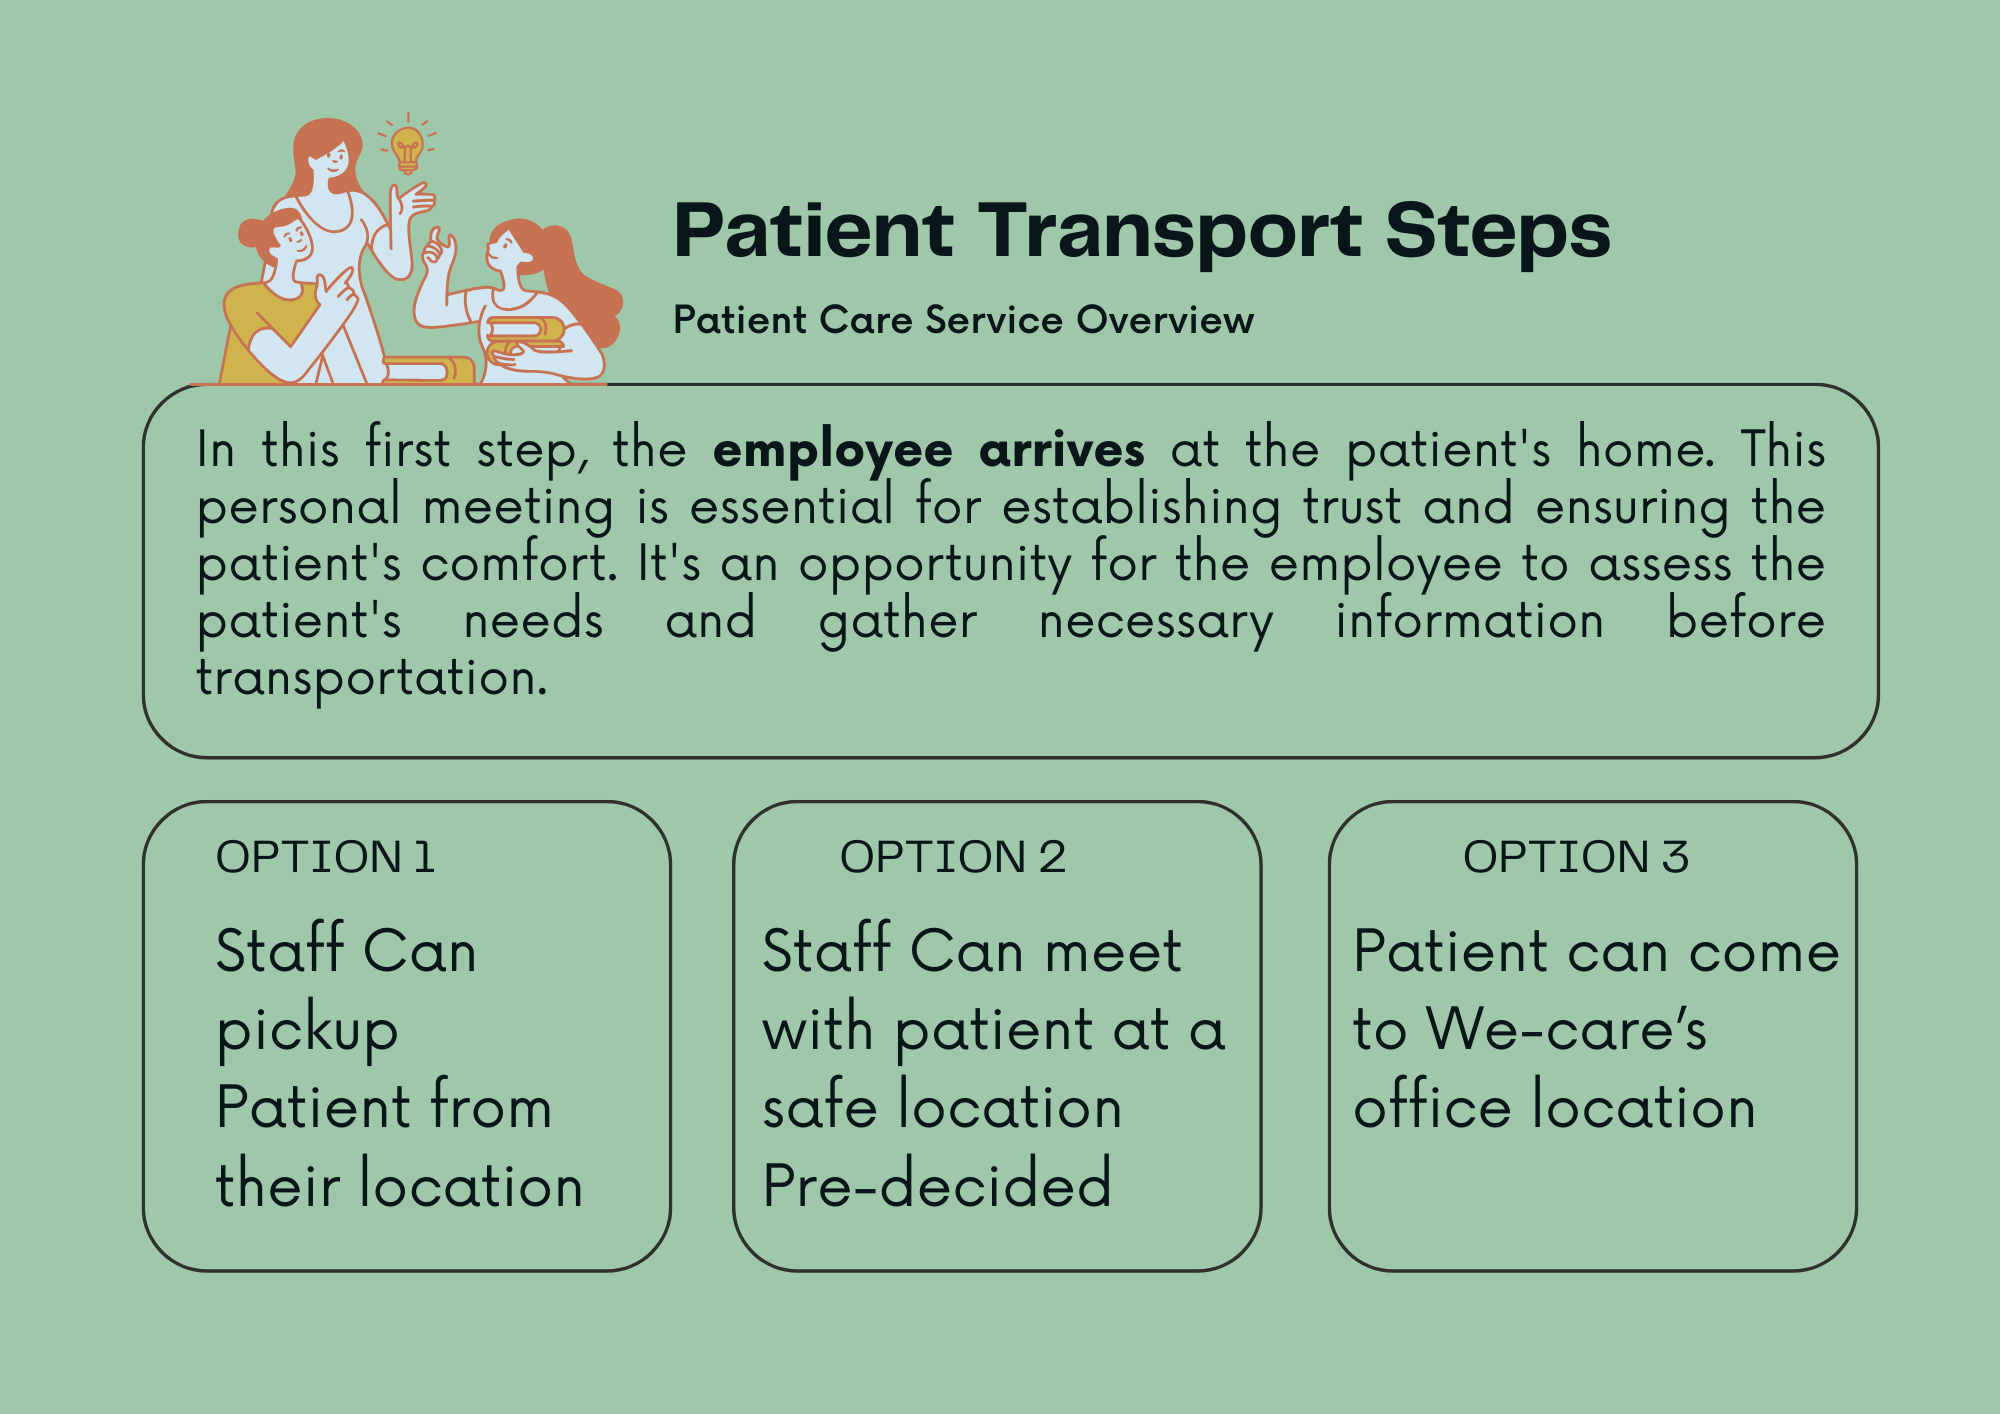 Patient Transport Steps
Patient Care Service Overview
In this first step, the employee arrives at the patient's home. This
personal meeting is essential for establishing trust and ensuring the
patient's comfort. It's an opportunity for the employee to assess the
patient's needs and gather necessary information before
transportation.
OPTION 1
Staff Can
pickup
Patient from
their location
OPTION 2
Staff Can meet
with patient at a
safe location
Pre-decided
OPTION 3
Patient can come
to We-care’s
office location